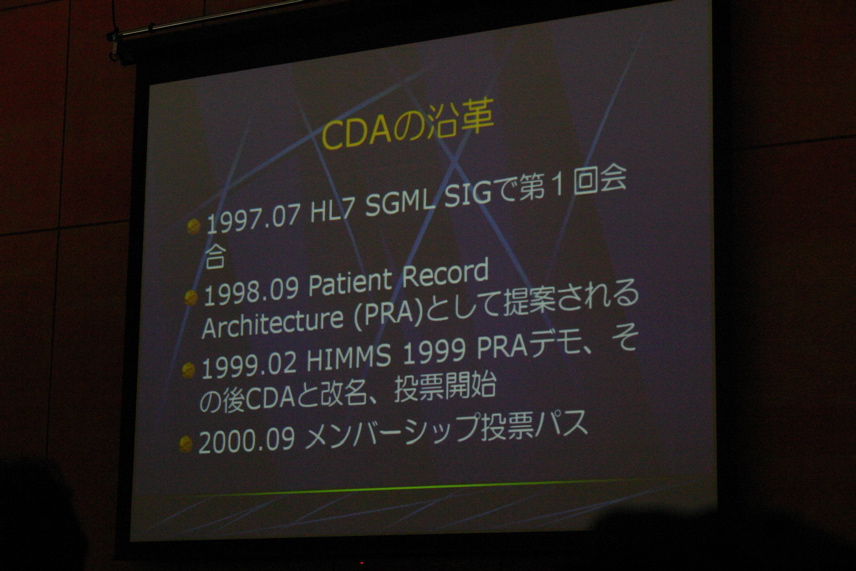 CDAの沿革
1997.07 HL7 SGML SIGで第１回会
合
1998.09 Patient Record
Architecture (PRA)として提案される
1999.02 HIMMS 1999 PRAデモ、そ
の後CDAと改名、投票開始
2000.09 メンバーシップ投票パス